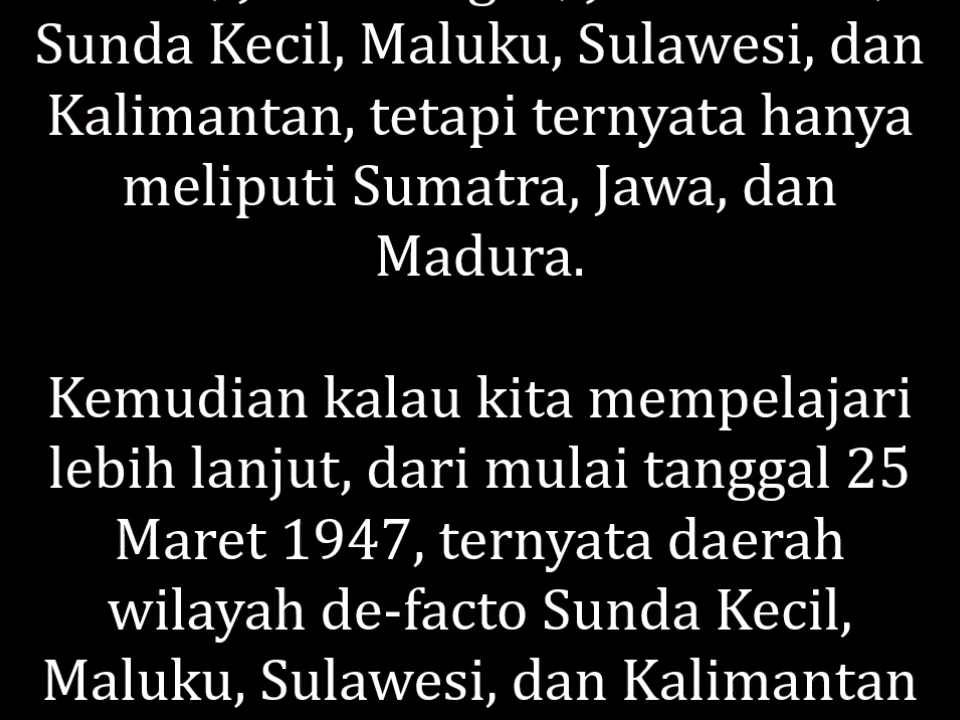 Sunda Kecil, Maluku, Sulawesi, dan
Kalimantan, tetapi ternyata hanya
meliputi Sumatra, Jawa, dan
Madura.
Kemudian kalau kita mempelajari
lebih lanjut, dari mulai tanggal 25
Maret 1947, ternyata daerah
wilayah de-facto Sunda Kecil,
Maluku, Sulawesi, dan Kalimantan